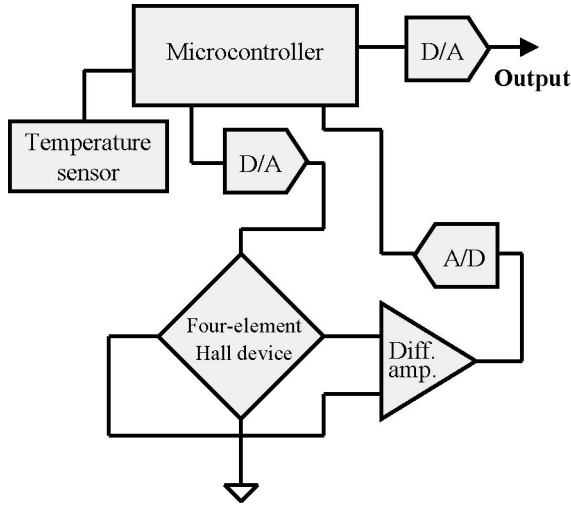 Microcontroller
D/A
Output
Temperature
sensor
D/A
A/D
Four-element
Hall device
Diff.
amp.